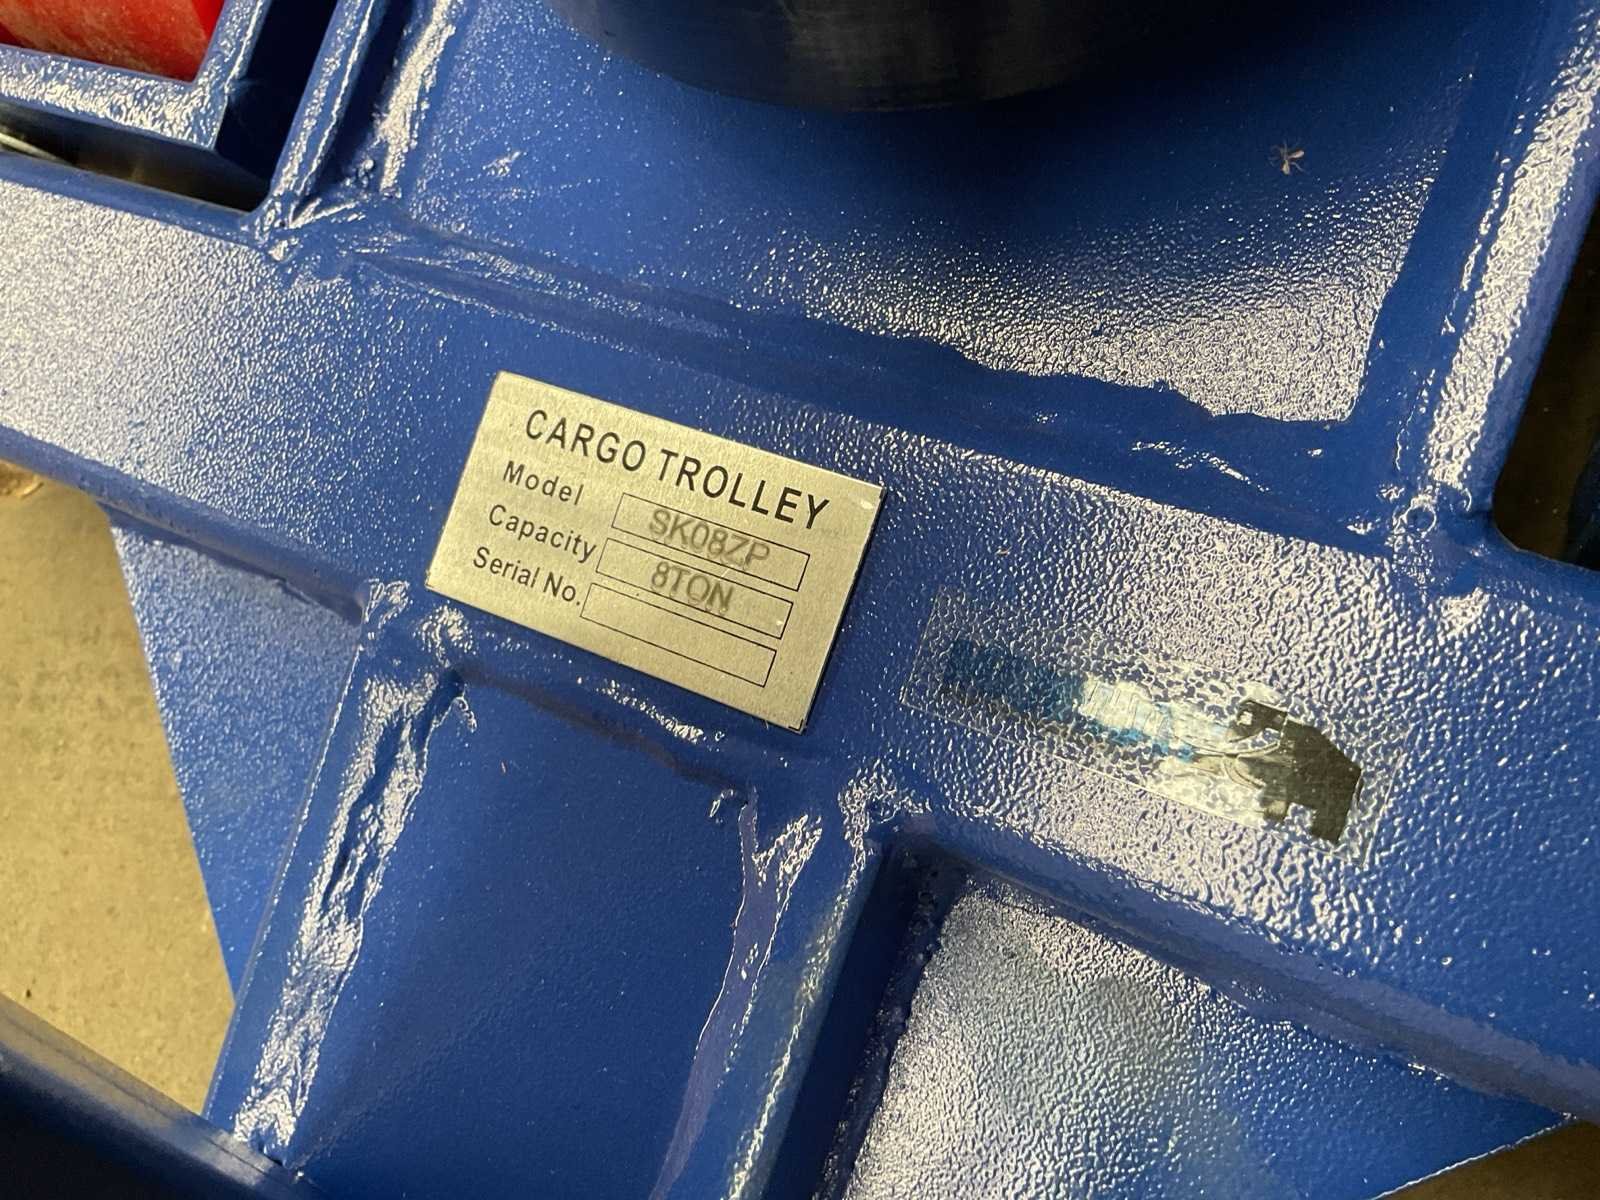 CARGO TROLLEY
Model SK08ZP
Capacity 8TON
Serial No.